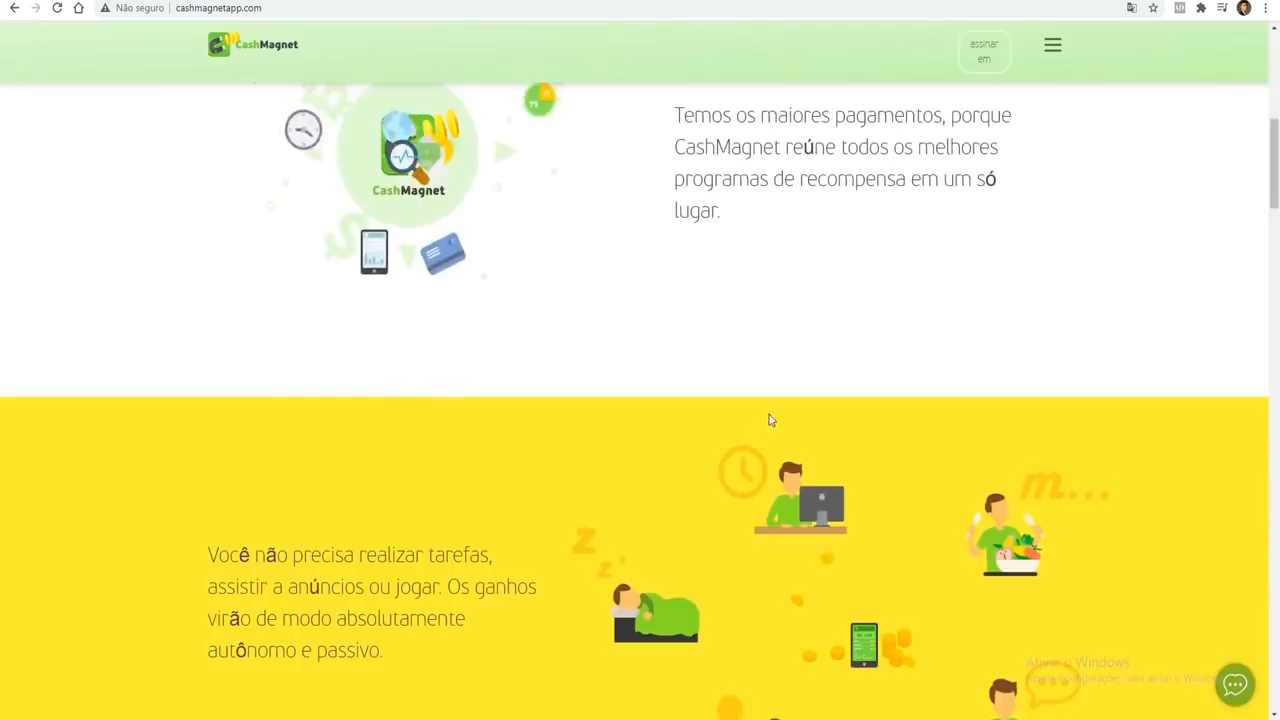 Não seguro
cashmagnetapp.com
CashMagnet
assinar
em
Temos os maiores pagamentos, porque
CashMagnet reúne todos os melhores
programas de recompensa em um só
lugar.
CashMagnet
m...
Você não precisa realizar tarefas,
assistir a anúncios ou jogar. Os ganhos
virão de modo absolutamente
autônomo e passivo.
z
z
z
Ativar o Windows